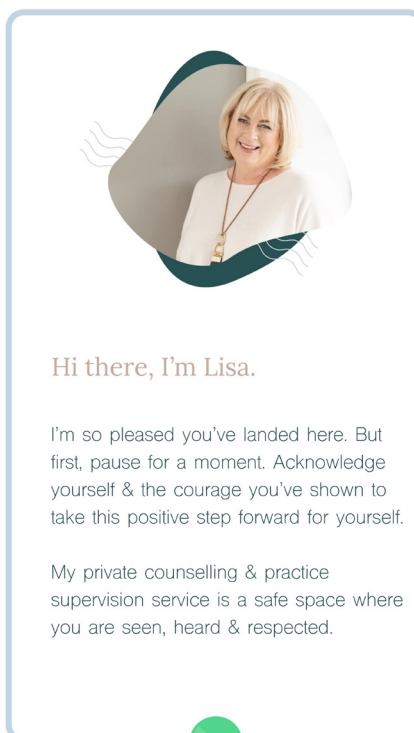 Hi there, I’m Lisa.
I’m so pleased you’ve landed here. But
first, pause for a moment. Acknowledge
yourself & the courage you’ve shown to
take this positive step forward for yourself.
My private counselling & practice
supervision service is a safe space where
you are seen, heard & respected.